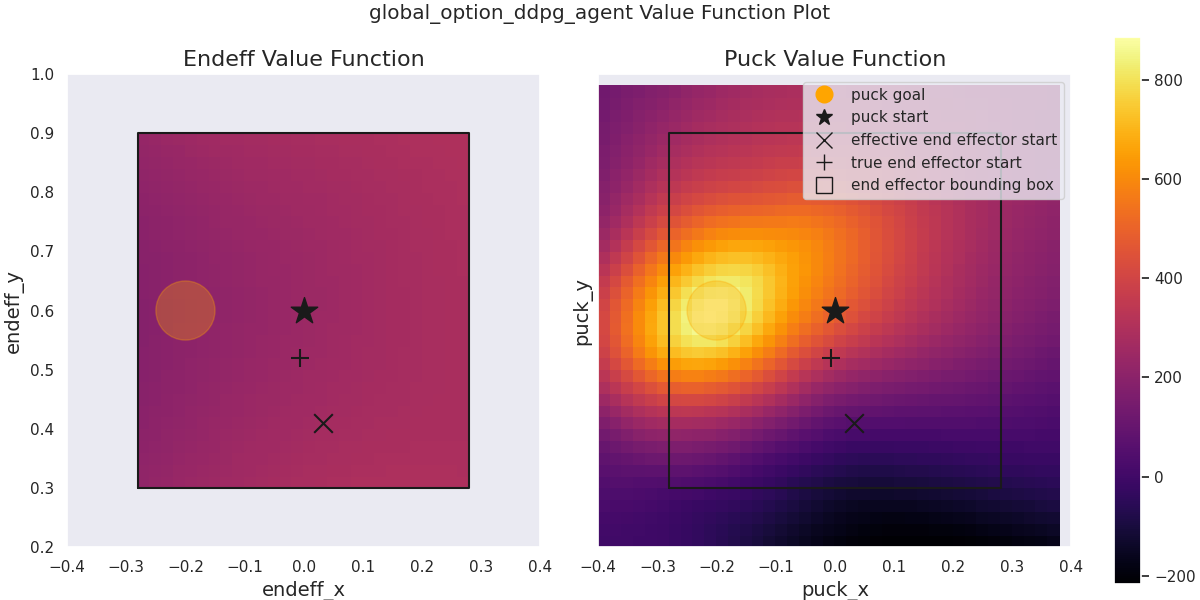 global_option_ddpg_agent Value Function Plot
Endeff Value Function
1.0
0.9
0.8
0.7
0.6
0.5
0.4
0.3
0.2
endeff_y
−0.4 −0.3 −0.2 −0.1 0.0 0.1 0.2 0.3 0.4
endeff_x
Puck Value Function
puck goal
puck start
effective end effector start
true end effector start
end effector bounding box
puck_y
−0.4 −0.3 −0.2 −0.1 0.0 0.1 0.2 0.3 0.4
puck_x
800
600
400
200
0
−200